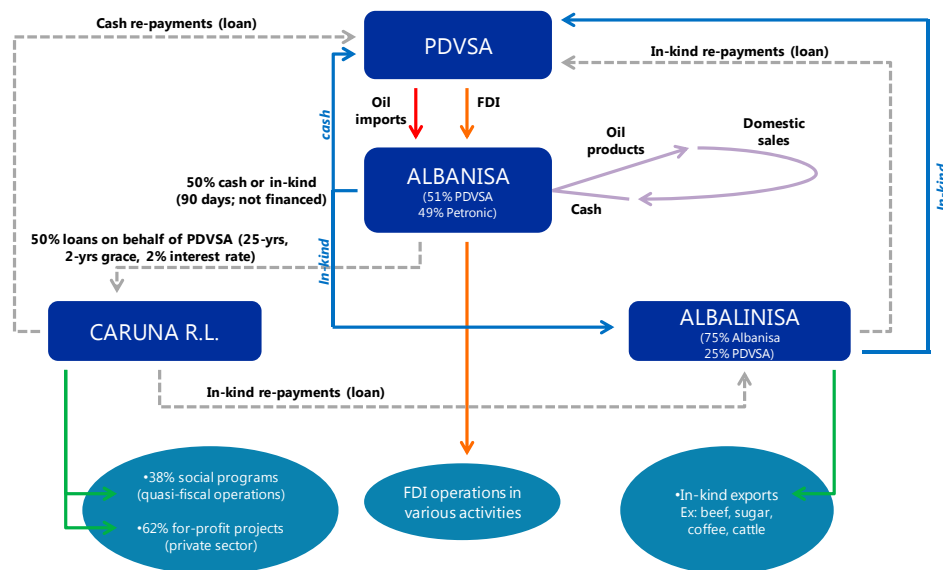 Cash re-payments (loan)
PDVSA
In-kind re-payments (loan)
Oil
imports
FDI
cash
Oil
products
Domestic
sales
In-kind
50% cash or in-kind
(90 days; not financed)
ALBANISA
(51% PDVSA
49% Petronic)
Cash
50% loans on behalf of PDVSA (25-yrs,
2-yrs grace, 2% interest rate)
In-kind
CARUNA R.L.
ALBALINISA
(75% Albanisa
25% PDVSA)
In-kind re-payments (loan)
•38% social programs
(quasi-fiscal operations)
•62% for-profit projects
(private sector)
FDI operations in
various activities
•In-kind exports
Ex: beef, sugar,
coffee, cattle